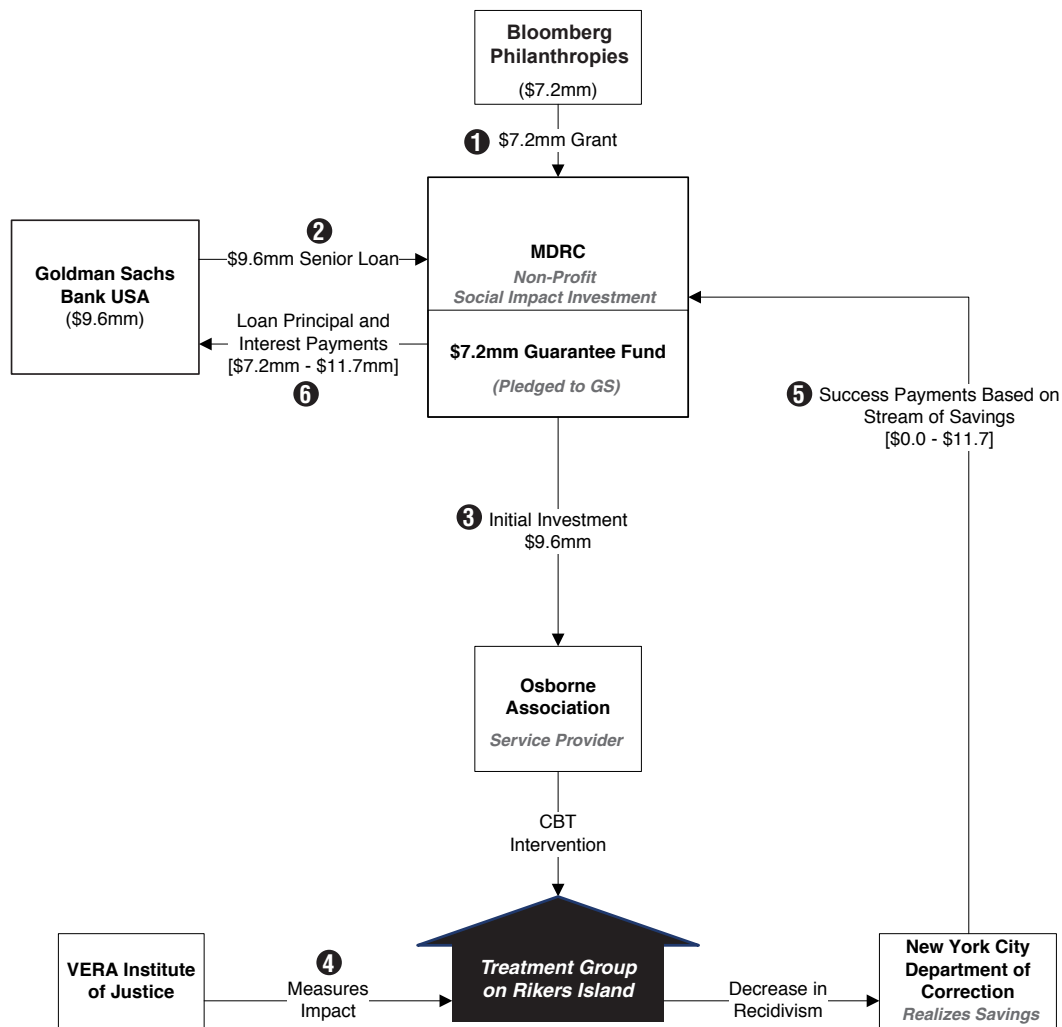 Bloomberg
Philanthropies
($7.2mm)
1 $7.2mm Grant
2
$9.6mm Senior Loan
Goldman Sachs
Bank USA
($9.6mm)
MDRC
Non-Profit
Social Impact Investment
Loan Principal and
Interest Payments
[$7.2mm - $11.7mm]
6
$7.2mm Guarantee Fund
(Pledged to GS)
5 Success Payments Based on
Stream of Savings
[$0.0 - $11.7]
3 Initial Investment
$9.6mm
Osborne
Association
Service Provider
CBT
Intervention
VERA Institute
of Justice
4
Measures
Impact
Treatment Group
on Rikers Island
Decrease in
Recidivism
New York City
Department of
Correction
Realizes Savings